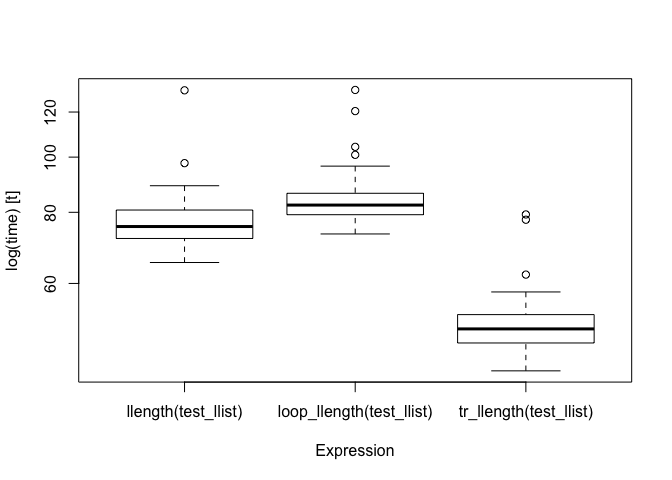 log(time) [t]
120
100
80
60
llength(test_llist)
loop_llength(test_llist)
tr_llength(test_llist)
Expression